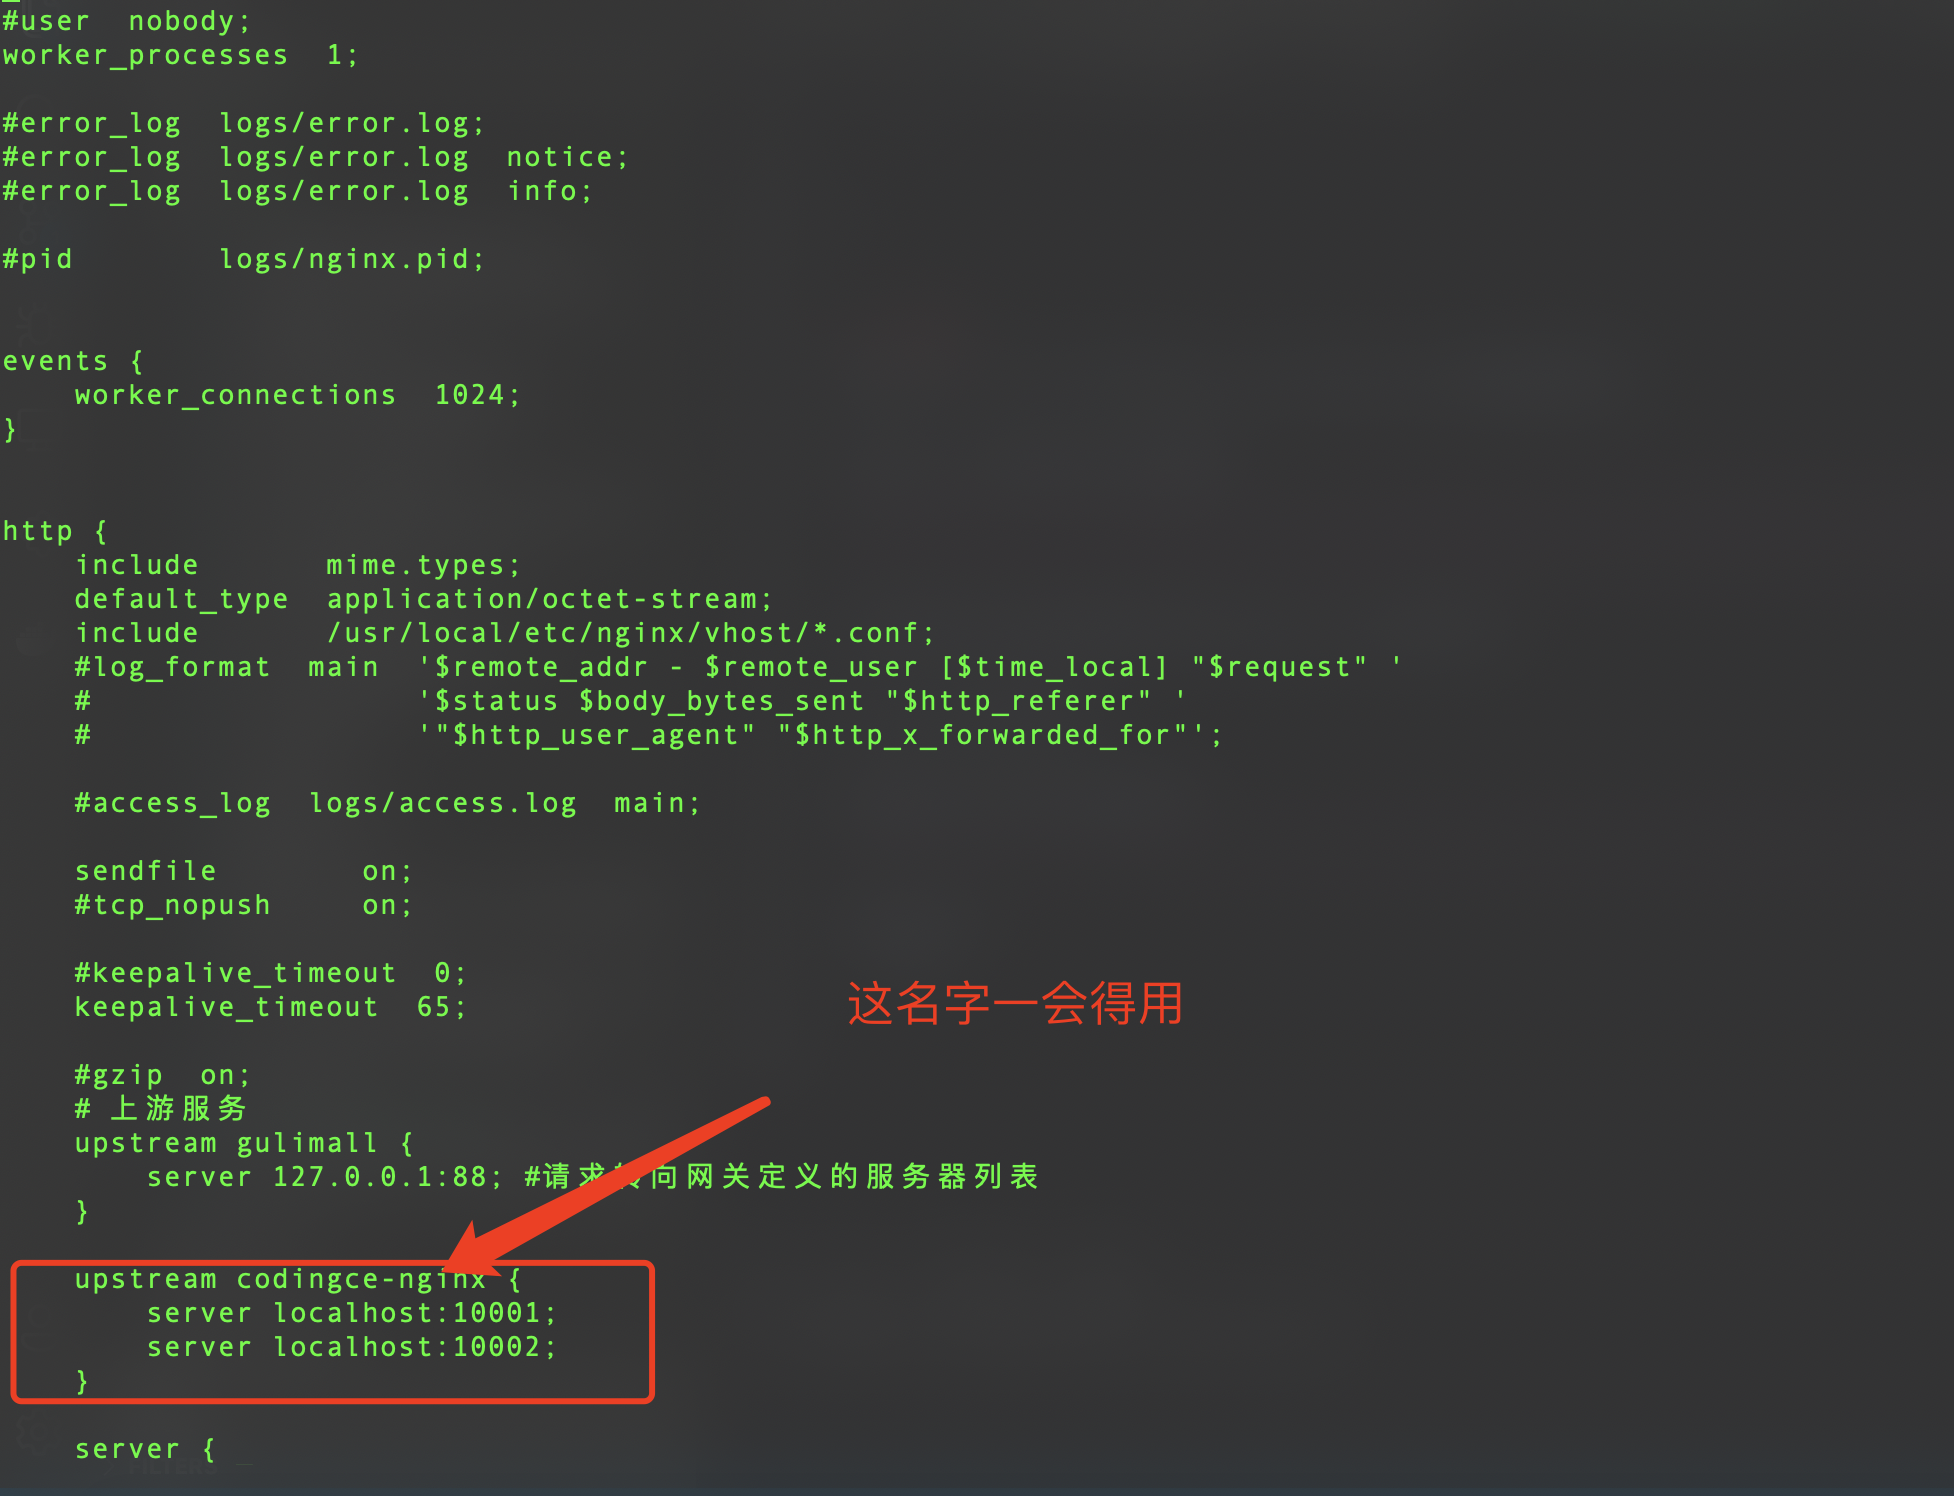 #user  nobody;
worker_processes  1;
#error_log  logs/error.log;
#error_log  logs/error.log  notice;
#error_log  logs/error.log  info;
#pid        logs/nginx.pid;
events {
    worker_connections  1024;
}
http {
    include       mime.types;
    default_type  application/octet-stream;
    include       /usr/local/etc/nginx/vhost/*.conf;
    #log_format  main  '$remote_addr - $remote_user [$time_local] "$request" '
    #                  '$status $body_bytes_sent "$http_referer" '
    #                  '"$http_user_agent" "$http_x_forwarded_for"';
    #access_log  logs/access.log  main;
    sendfile        on;
    #tcp_nopush     on;
    #keepalive_timeout  0;
    keepalive_timeout  65;
这名字一会得用
    #gzip  on;
    # 上游服务
    upstream gulimall {
        server 127.0.0.1:88; #请求转向网关定义的服务器列表
    }
    upstream codingce-nginx {
        server localhost:10001;
        server localhost:10002;
    }
    server {